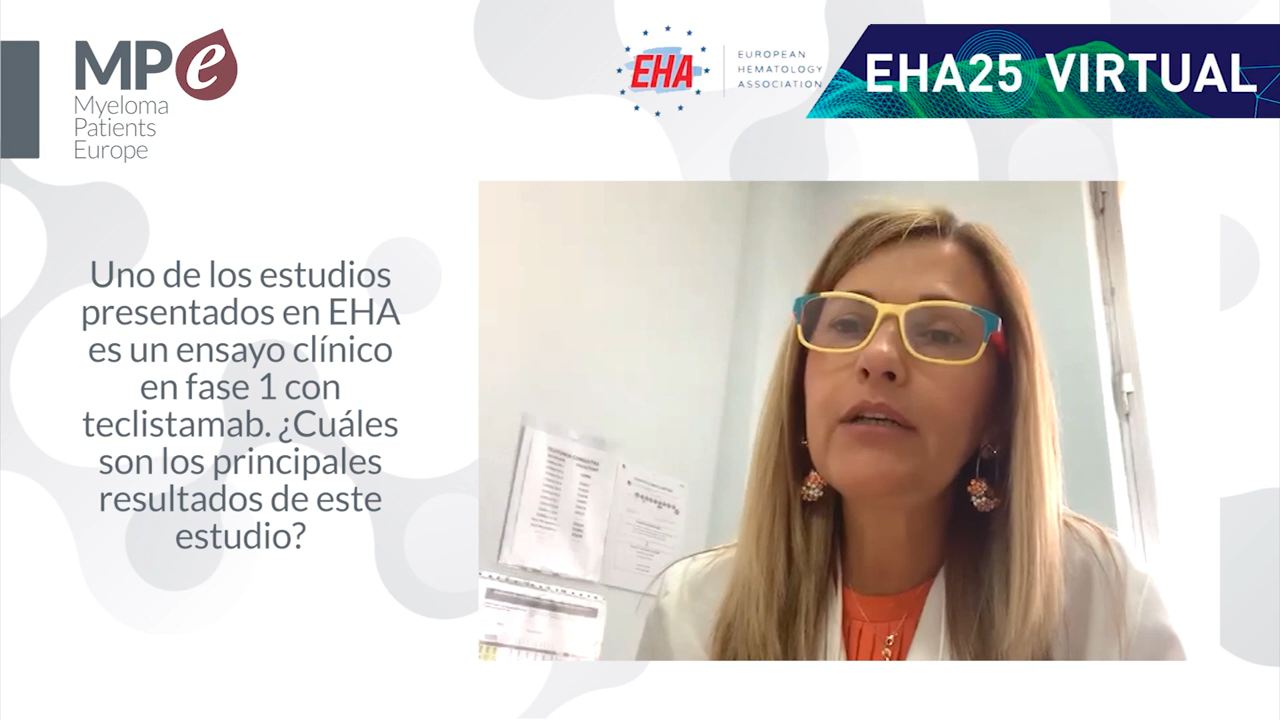 MPe
Myeloma
Patients
Europe
EHA
EUROPEAN
HEMATOLOGY
ASSOCIATION
EHA25 VIRTUAL
Uno de los estudios
presentados en EHA
es un ensayo clínico
en fase 1 con
teclistamab. ¿Cuáles
son los principales
resultados de este
estudio?